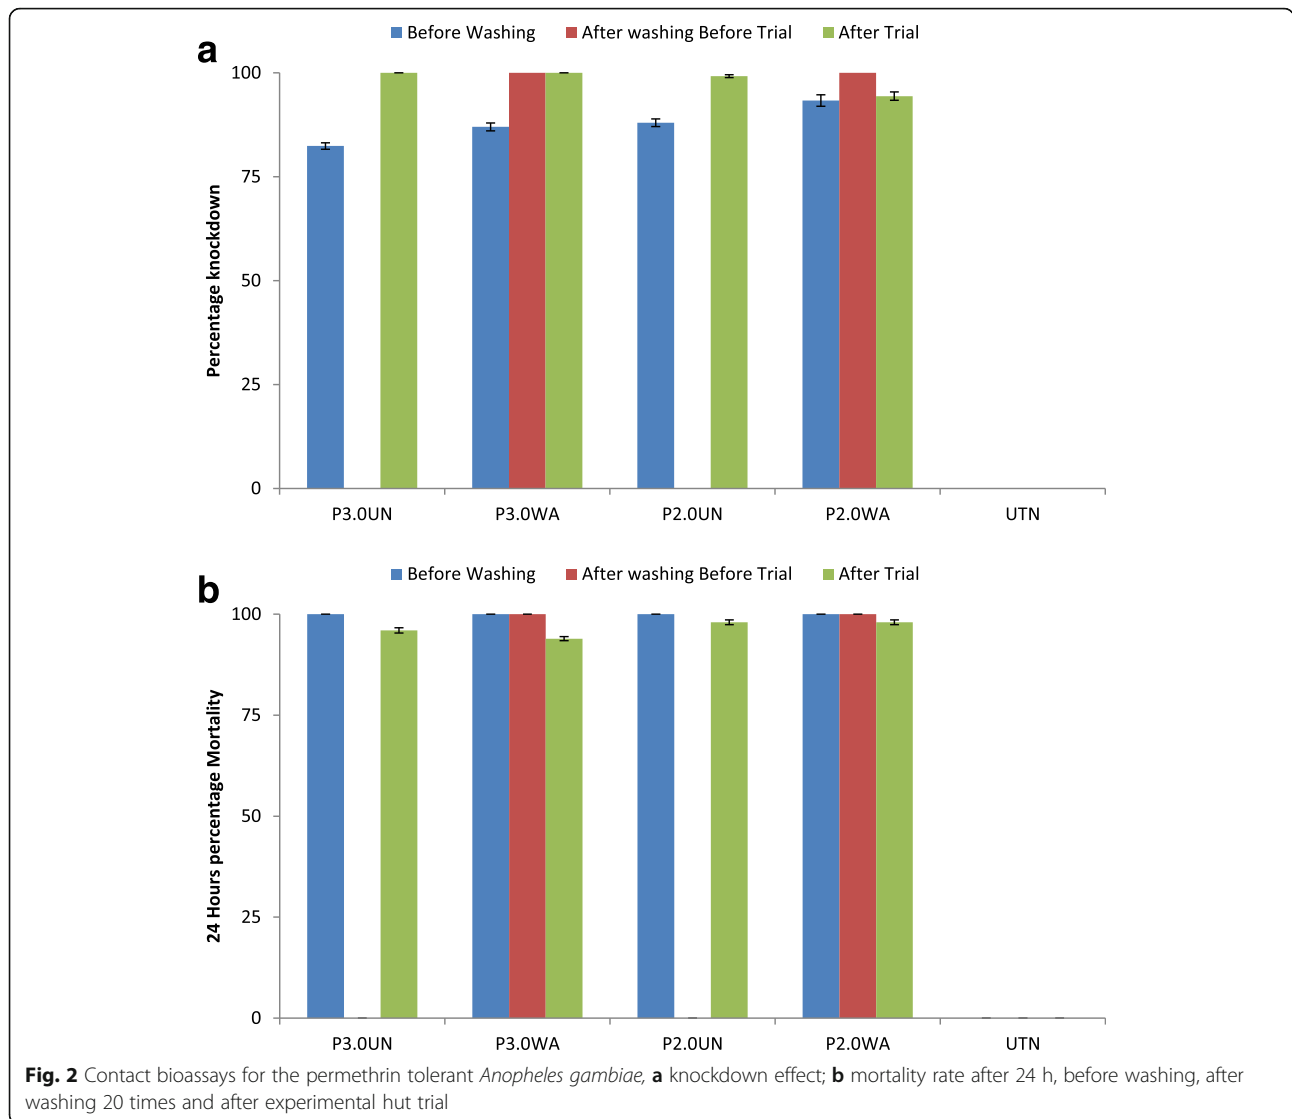 a
Before Washing After washing Before Trial After Trial
100
75
50
25
0
Percentage knockdown
P3.0UN P3.0WA P2.0UN P2.0WA UTN
b
Before Washing After washing Before Trial After Trial
100
75
50
25
0
24 Hours percentage Mortality
P3.0UN P3.0WA P2.0UN P2.0WA UTN
Fig. 2 Contact bioassays for the permethrin tolerant Anopheles gambiae, a knockdown effect; b mortality rate after 24 h, before washing, after
washing 20 times and after experimental hut trial